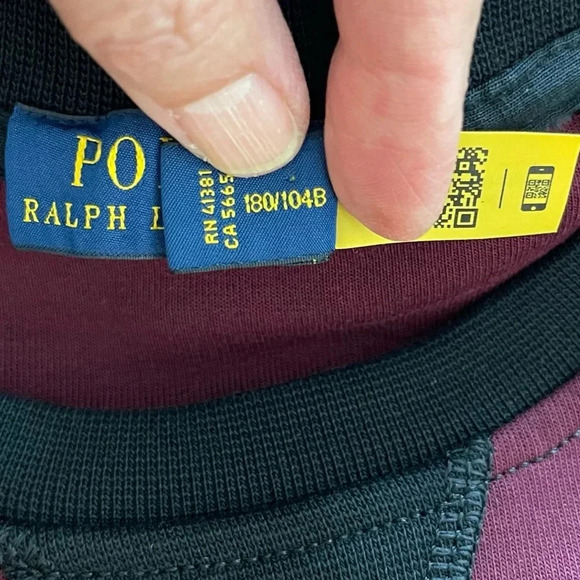 PO
RALPH L
RN 41381
CA 5665
180/104B